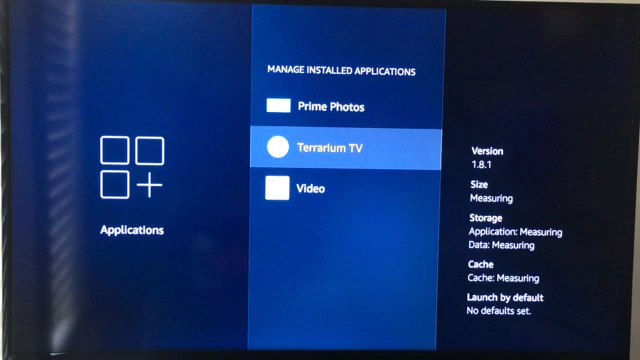 MANAGE INSTALLED APPLICATIONS
Prime Photos
Terrarium TV
Video
Applications
Version
1.8.1
Size
Measuring
Storage
Application: Measuring
Data: Measuring
Cache
Cache: Measuring
Launch by default
No defaults set.